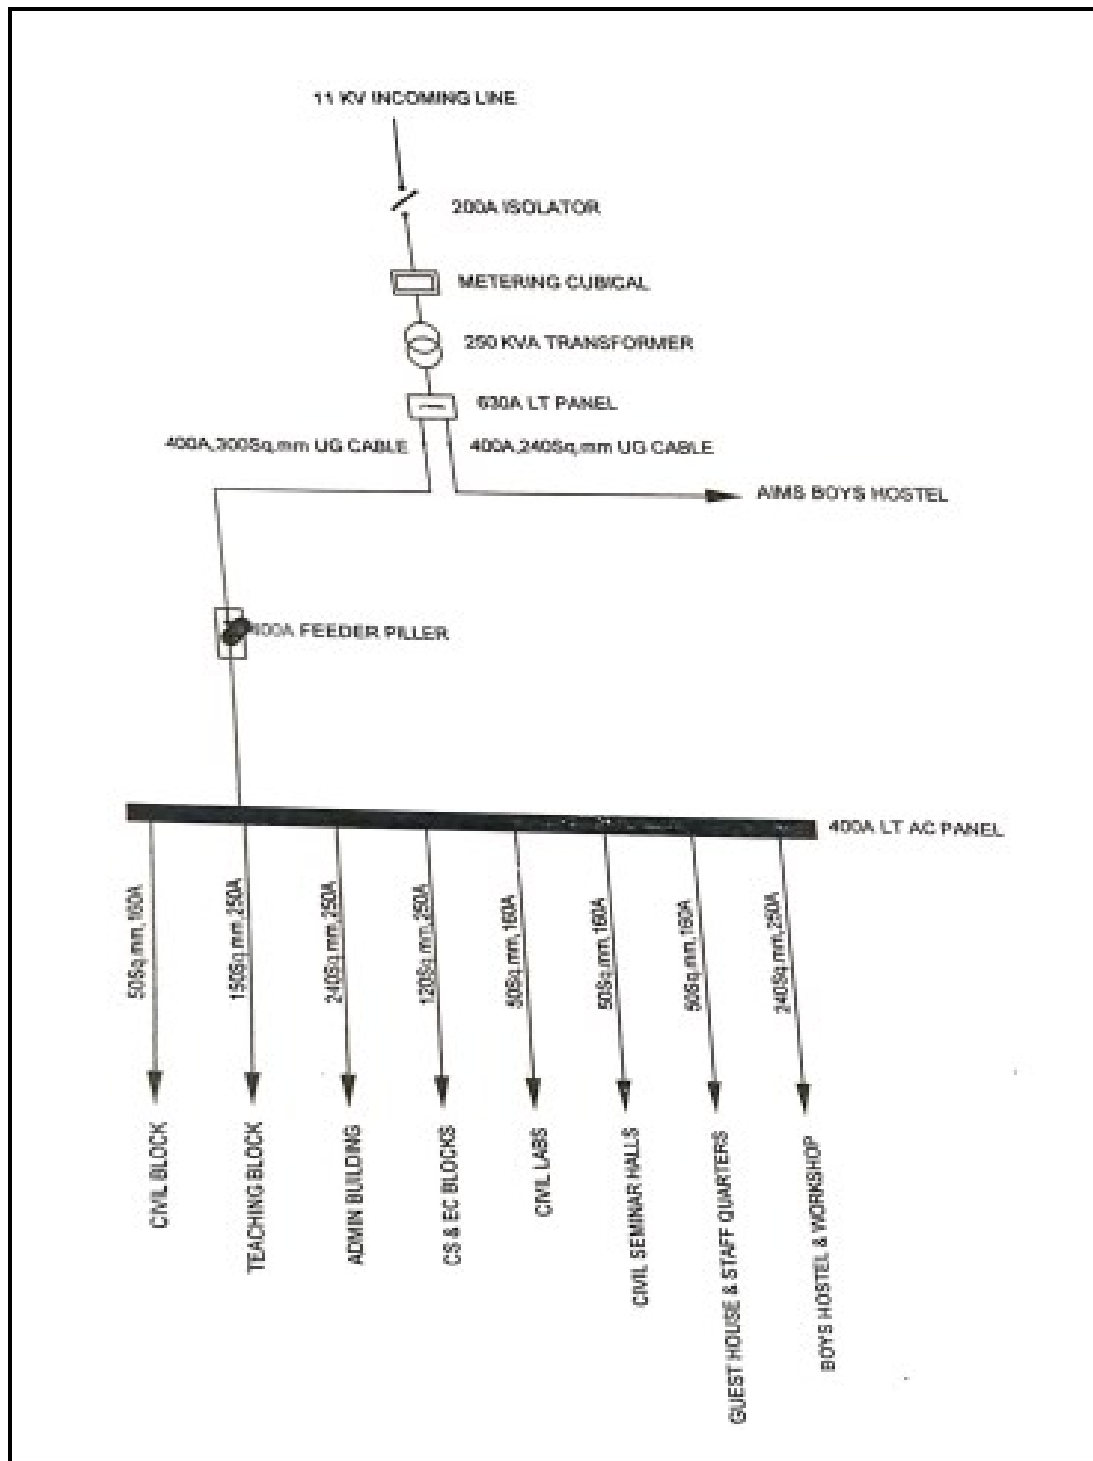 11 KV INCOMING LINE
200A ISOLATOR
METERING CUBICAL
250 KVA TRANSFORMER
630A LT PANEL
400A,300Sq,mm UG CABLE
400A,240Sq,mm UG CABLE
AIMS BOYS HOSTEL
400A FEEDER PILLER
400A LT AC PANEL
50Sq.mm,160A
150Sq.mm,250A
240Sq.mm,250A
120Sq.mm,250A
50Sq.mm,160A
50Sq.mm,160A
50Sq.mm,160A
240Sq.mm,250A
CIVIL BLOCK
TEACHING BLOCK
ADMIN BUILDING
CS & EC BLOCKS
CIVIL LABS
CIVIL SEMINAR HALLS
GUEST HOUSE & STAFF QUARTERS
BOYS HOSTEL & WORKSHOP